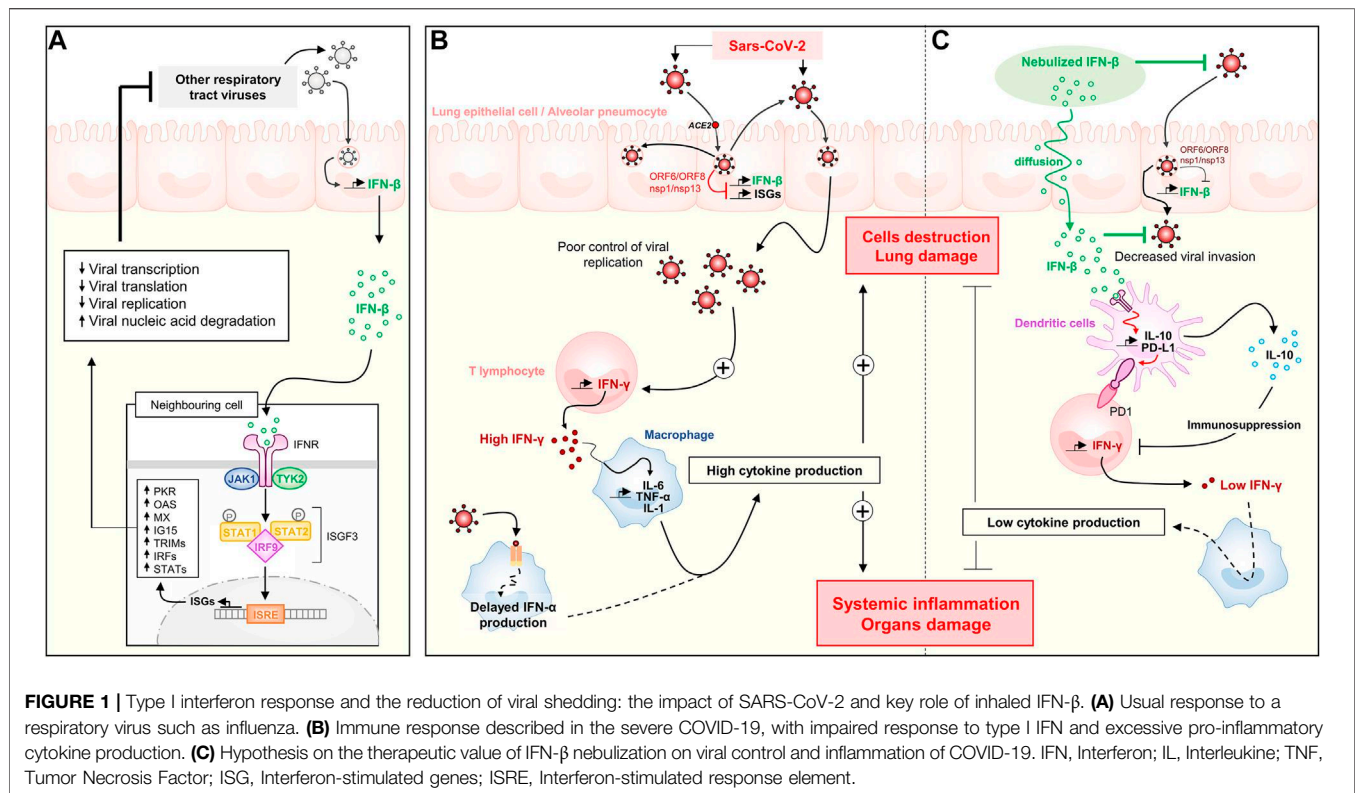 A
Other respiratory
tract viruses
IFN-β
↓ Viral transcription
↓ Viral translation
↓ Viral replication
↑ Viral nucleic acid degradation
IFN-β
Neighbouring cell
IFNR
JAK1
TYK2
PKR
OAS
MX
IG15
TRIMs
IRFs
STATs
P
P
STAT1
STAT2
IRF9
ISGF3
ISGs
ISRE
B
Sars-CoV-2
Lung epithelial cell / Alveolar pneumocyte
ACE2
ORF6/ORF8
nsp1/nsp13
IFN-β
ISGs
Poor control of viral
replication
T lymphocyte
IFN-γ
High IFN-γ
Macrophage
IL-6
TNF-α
IL-1
High cytokine production
Delayed IFN-α
production
Cells destruction
Lung damage
+
+
+
Systemic inflammation
Organs damage
C
Nebulized IFN-β
diffusion
ORF6/ORF8
nsp1/nsp13
IFN-β
IFN-β
Decreased viral invasion
Dendritic cells
IL-10
PD-L1
IL-10
PD1
Immunosuppression
IFN-γ
Low IFN-γ
Low cytokine production
FIGURE 1 | Type I interferon response and the reduction of viral shedding: the impact of SARS-CoV-2 and key role of inhaled IFN-β. (A) Usual response to a
respiratory virus such as influenza. (B) Immune response described in the severe COVID-19, with impaired response to type I IFN and excessive pro-inflammatory
cytokine production. (C) Hypothesis on the therapeutic value of IFN-β nebulization on viral control and inflammation of COVID-19. IFN, Interferon; IL, Interleukine; TNF,
Tumor Necrosis Factor; ISG, Interferon-stimulated genes; ISRE, Interferon-stimulated response element.